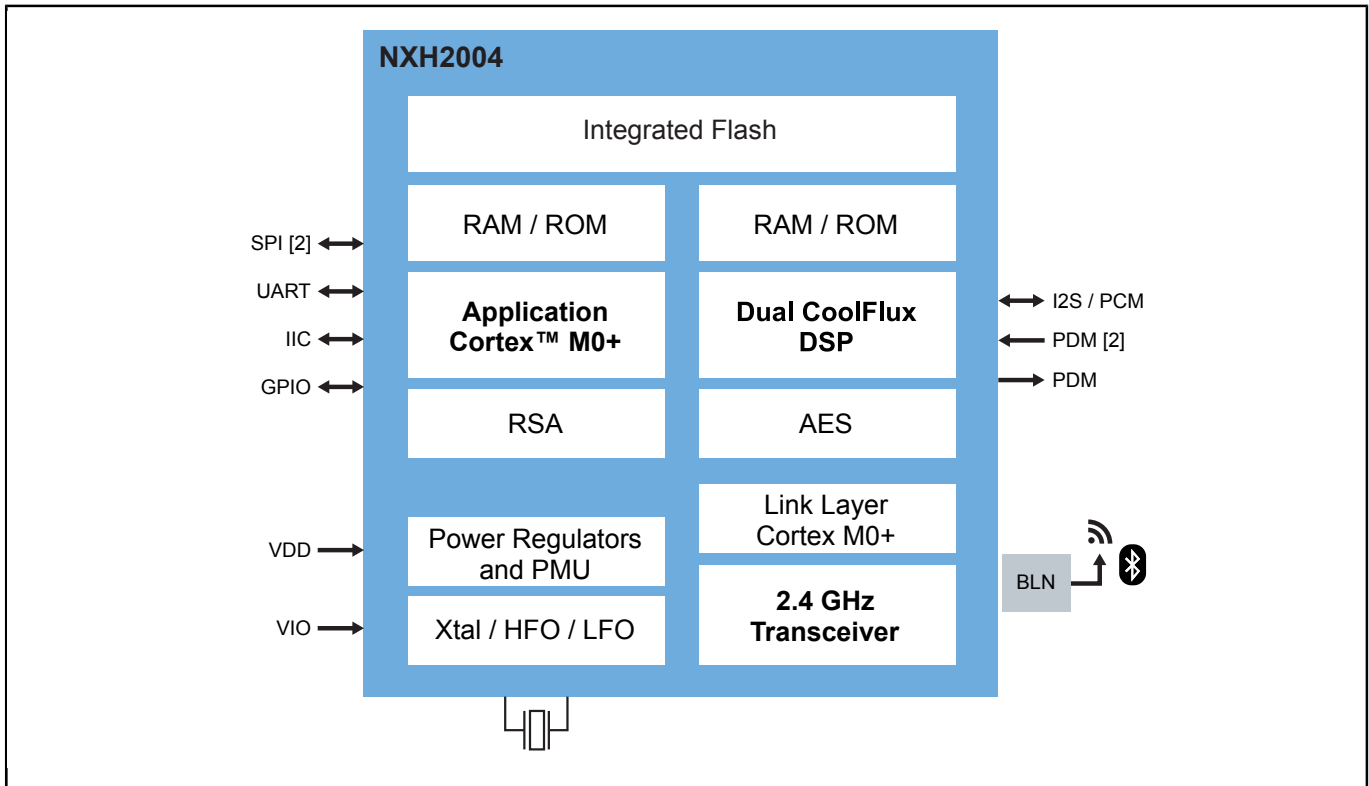 NXH2004
Integrated Flash
RAM / ROM
RAM / ROM
SPI [2]
UART
IIC
GPIO
Application
Cortex™ M0+
Dual CoolFlux
DSP
I2S / PCM
PDM [2]
PDM
RSA
AES
Link Layer
Cortex M0+
VDD
Power Regulators
and PMU
BLN
VIO
Xtal / HFO / LFO
2.4 GHz
Transceiver